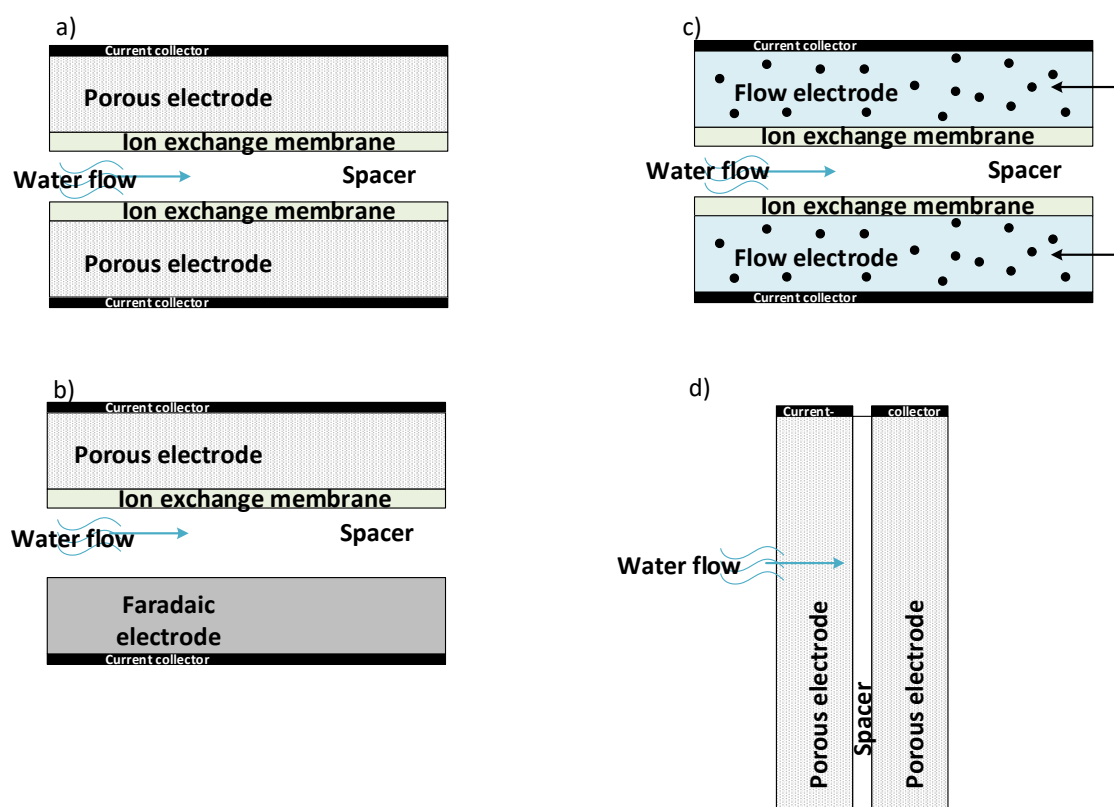 a)
Current collector
Porous electrode
Ion exchange membrane
Water flow
Spacer
Ion exchange membrane
Porous electrode
Current collector
b)
Current collector
Porous electrode
Ion exchange membrane
Water flow
Spacer
Faradaic
electrode
Current collector
c)
Current collector
Flow electrode
Ion exchange membrane
Water flow
Spacer
Ion exchange membrane
Flow electrode
Current collector
d)
Current-
collector
Water flow
Porous electrode
Spacer
Porous electrode